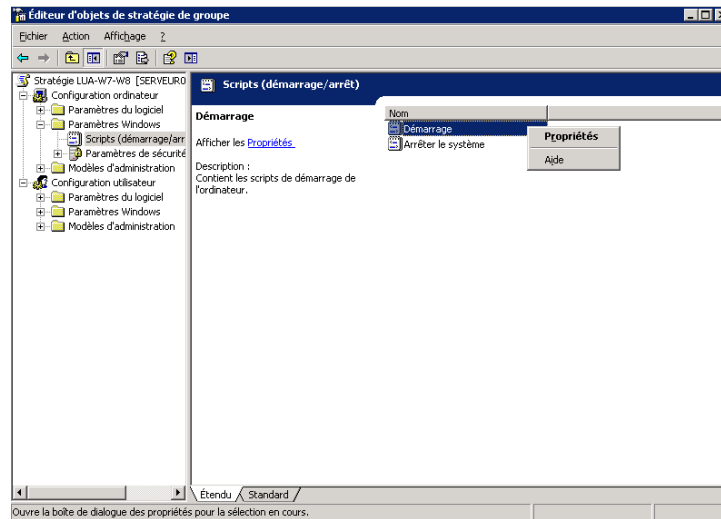 Éditeur d'objets de stratégie de groupe
Fichier Action Affichage ?
Stratégie LUA-W7-W8 [SERVEUR0
Configuration ordinateur
Paramètres du logiciel
Paramètres Windows
Scripts (démarrage/arr
Paramètres de sécurité
Modèles d'administration
Configuration utilisateur
Paramètres du logiciel
Paramètres Windows
Modèles d'administration
Scripts (démarrage/arrêt)
Démarrage
Afficher les Propriétés
Description :
Contient les scripts de démarrage de
l'ordinateur.
Nom
Démarrage
Arrêter le système
Propriétés
Aide
Étendu Standard
Ouvre la boîte de dialogue des propriétés pour la sélection en cours.